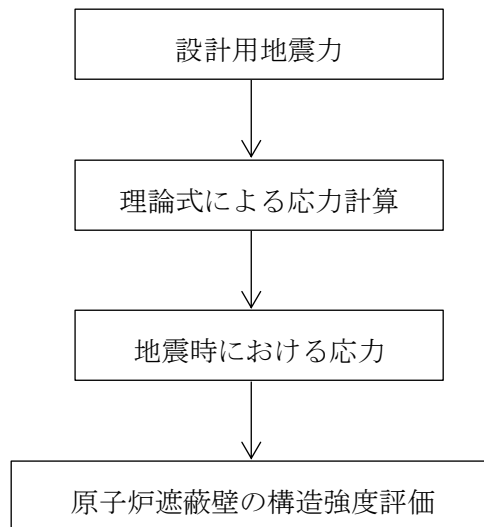 設計用地震力
理論式による応力計算
地震時における応力
原子炉遮蔽壁の構造強度評価